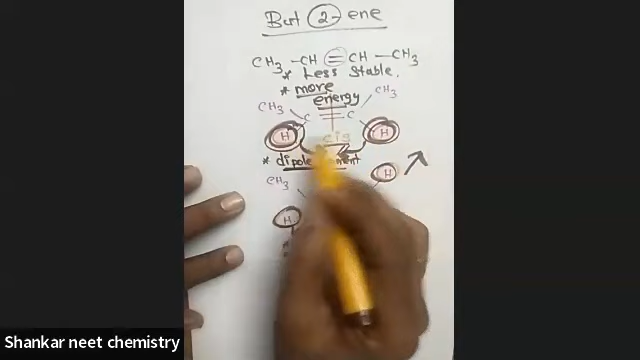 But 2- ene
CH3 -CH = CH -CH3
* Less Stable.
* more
energy
CH3 CH3
C = C
H cis H
* dipole ment
CH3 H
H
Shankar neet chemistry